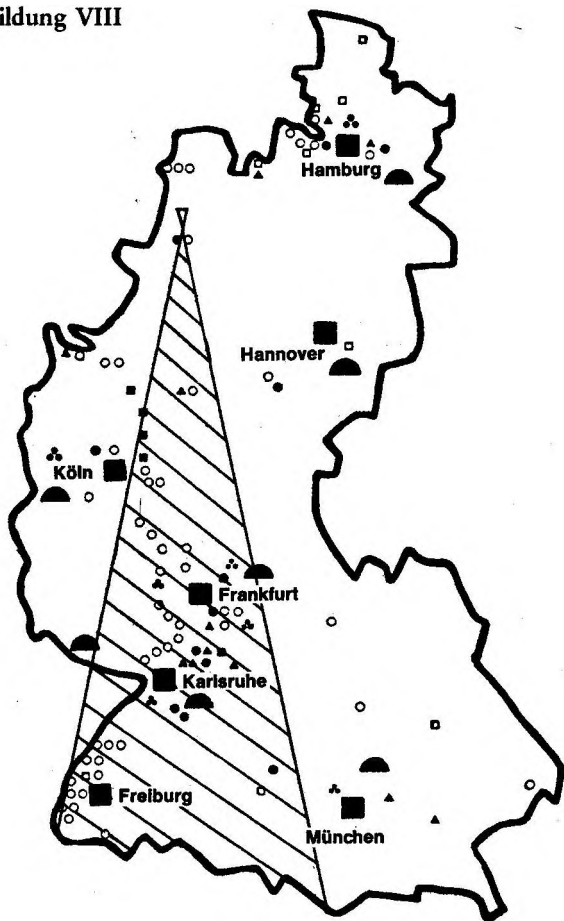 ildung VIII
Hamburg
Hannover
Köln
Frankfurt
Karlsruhe
Freiburg
München